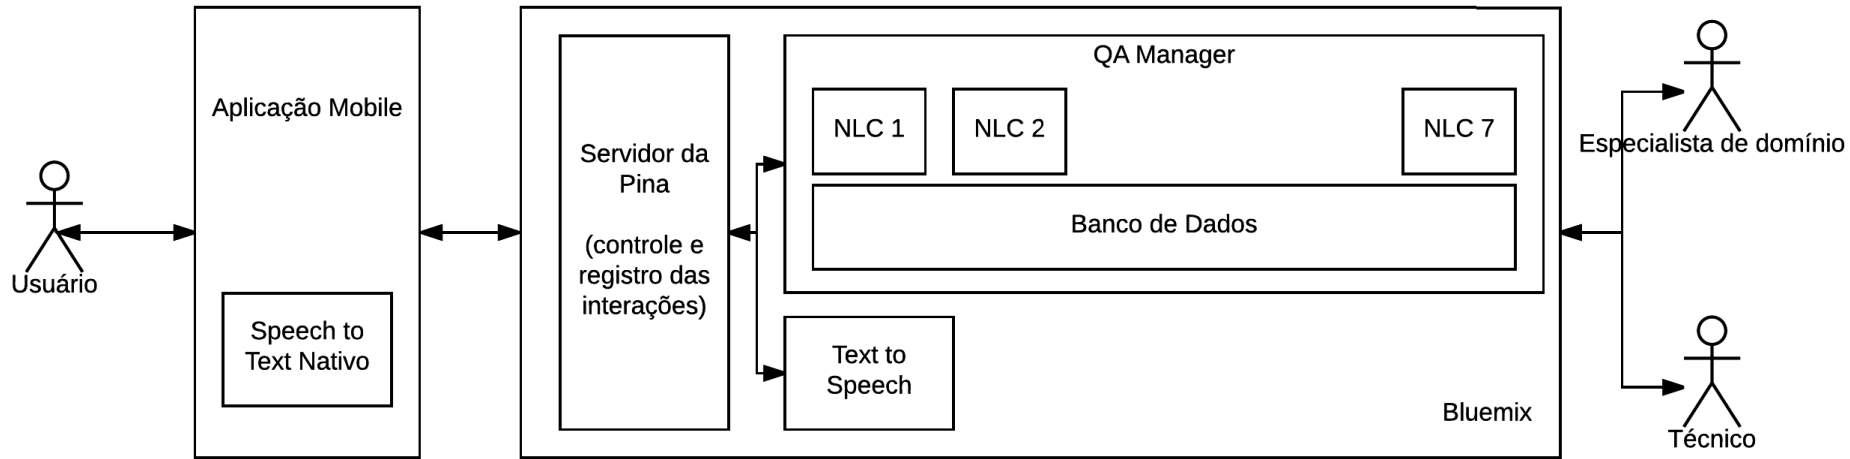 Usuário
Aplicação Mobile
Speech to
Text Nativo
Servidor da
Pina
(controle e
registro das
interações)
QA Manager
NLC 1
NLC 2
NLC 7
Banco de Dados
Text to
Speech
Bluemix
Especialista de domínio
Técnico